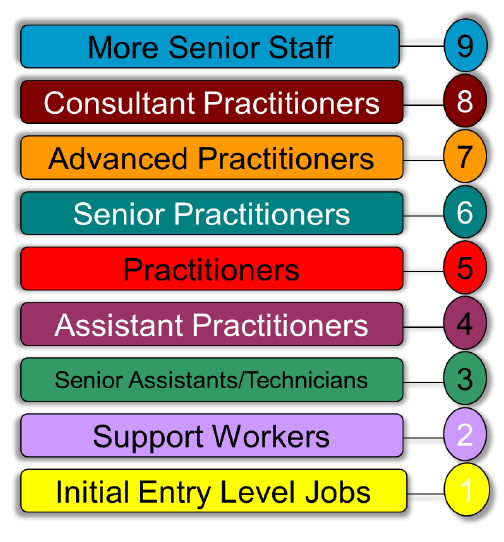 More Senior Staff 9
Consultant Practitioners 8
Advanced Practitioners 7
Senior Practitioners 6
Practitioners 5
Assistant Practitioners 4
Senior Assistants/Technicians 3
Support Workers 2
Initial Entry Level Jobs 1